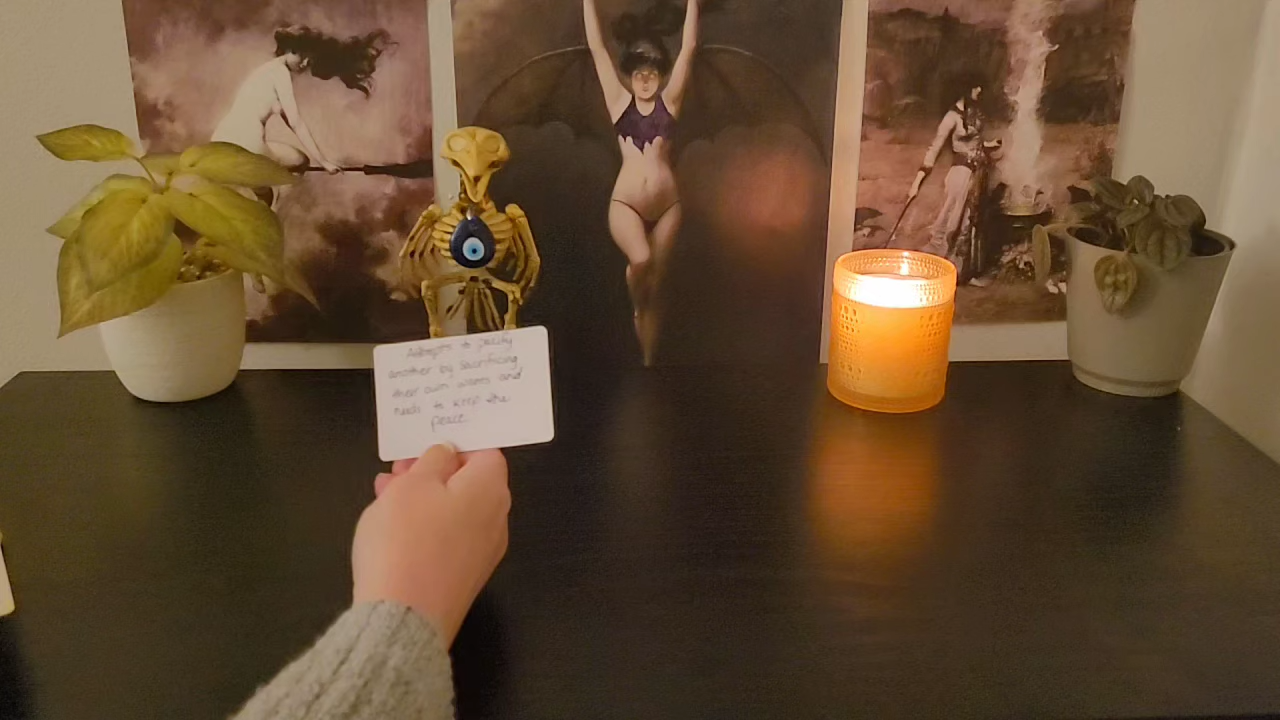 Attempts to pacify
another by sacrificing
their own wants and
needs to keep the
peace.